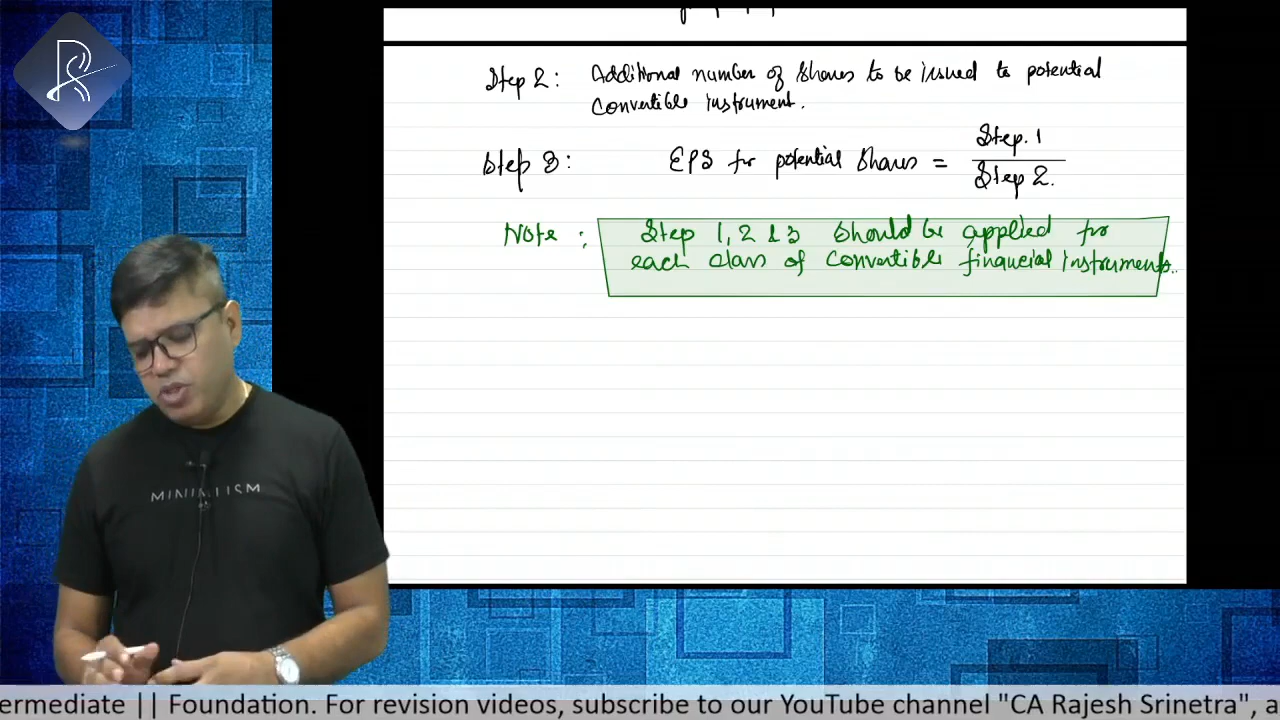 Step 2: Additional number of shares to be issued to potential
Convertible instrument.
Step 3: EPS for potential Shares = Step.1
Step 2.
Note : Step 1, 2 & 3 Should be applied for
each class of Convertible financial instruments..
MINIMTISM
ermediate || Foundation. For revision videos, subscribe to our YouTube channel "CA Rajesh Srinetra", a